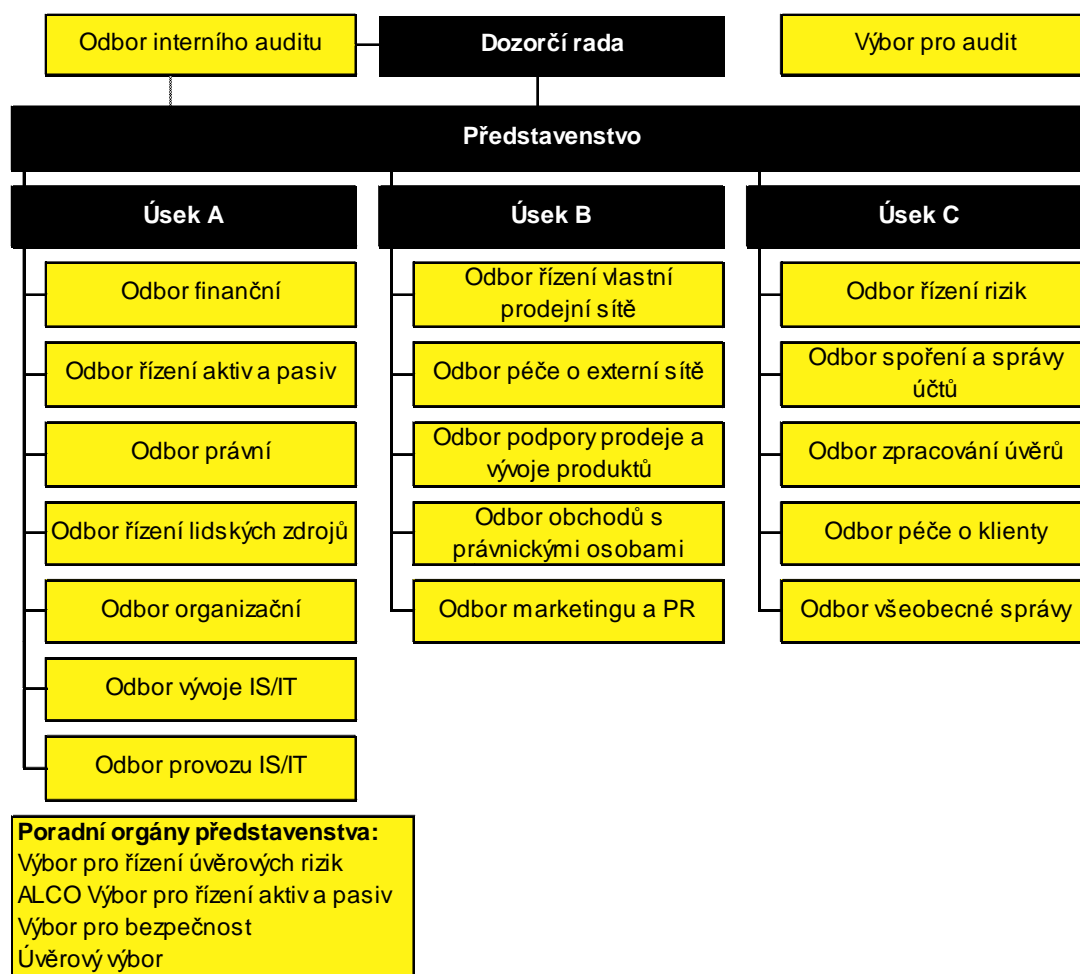 Odbor interního auditu
Dozorčí rada
Výbor pro audit
Představenstvo
Úsek A
Úsek B
Úsek C
Odbor finanční
Odbor řízení aktiv a pasiv
Odbor právní
Odbor řízení lidských zdrojů
Odbor organizační
Odbor vývoje IS/IT
Odbor provozu IS/IT
Odbor řízení vlastní
prodejní sítě
Odbor péče o externí sítě
Odbor podpory prodeje a
vývoje produktů
Odbor obchodů s
právnickými osobami
Odbor marketingu a PR
Odbor řízení rizik
Odbor spoření a správy
účtů
Odbor zpracování úvěrů
Odbor péče o klienty
Odbor všeobecné správy
Poradní orgány představenstva:
Výbor pro řízení úvěrových rizik
ALCO Výbor pro řízení aktiv a pasiv
Výbor pro bezpečnost
Úvěrový výbor